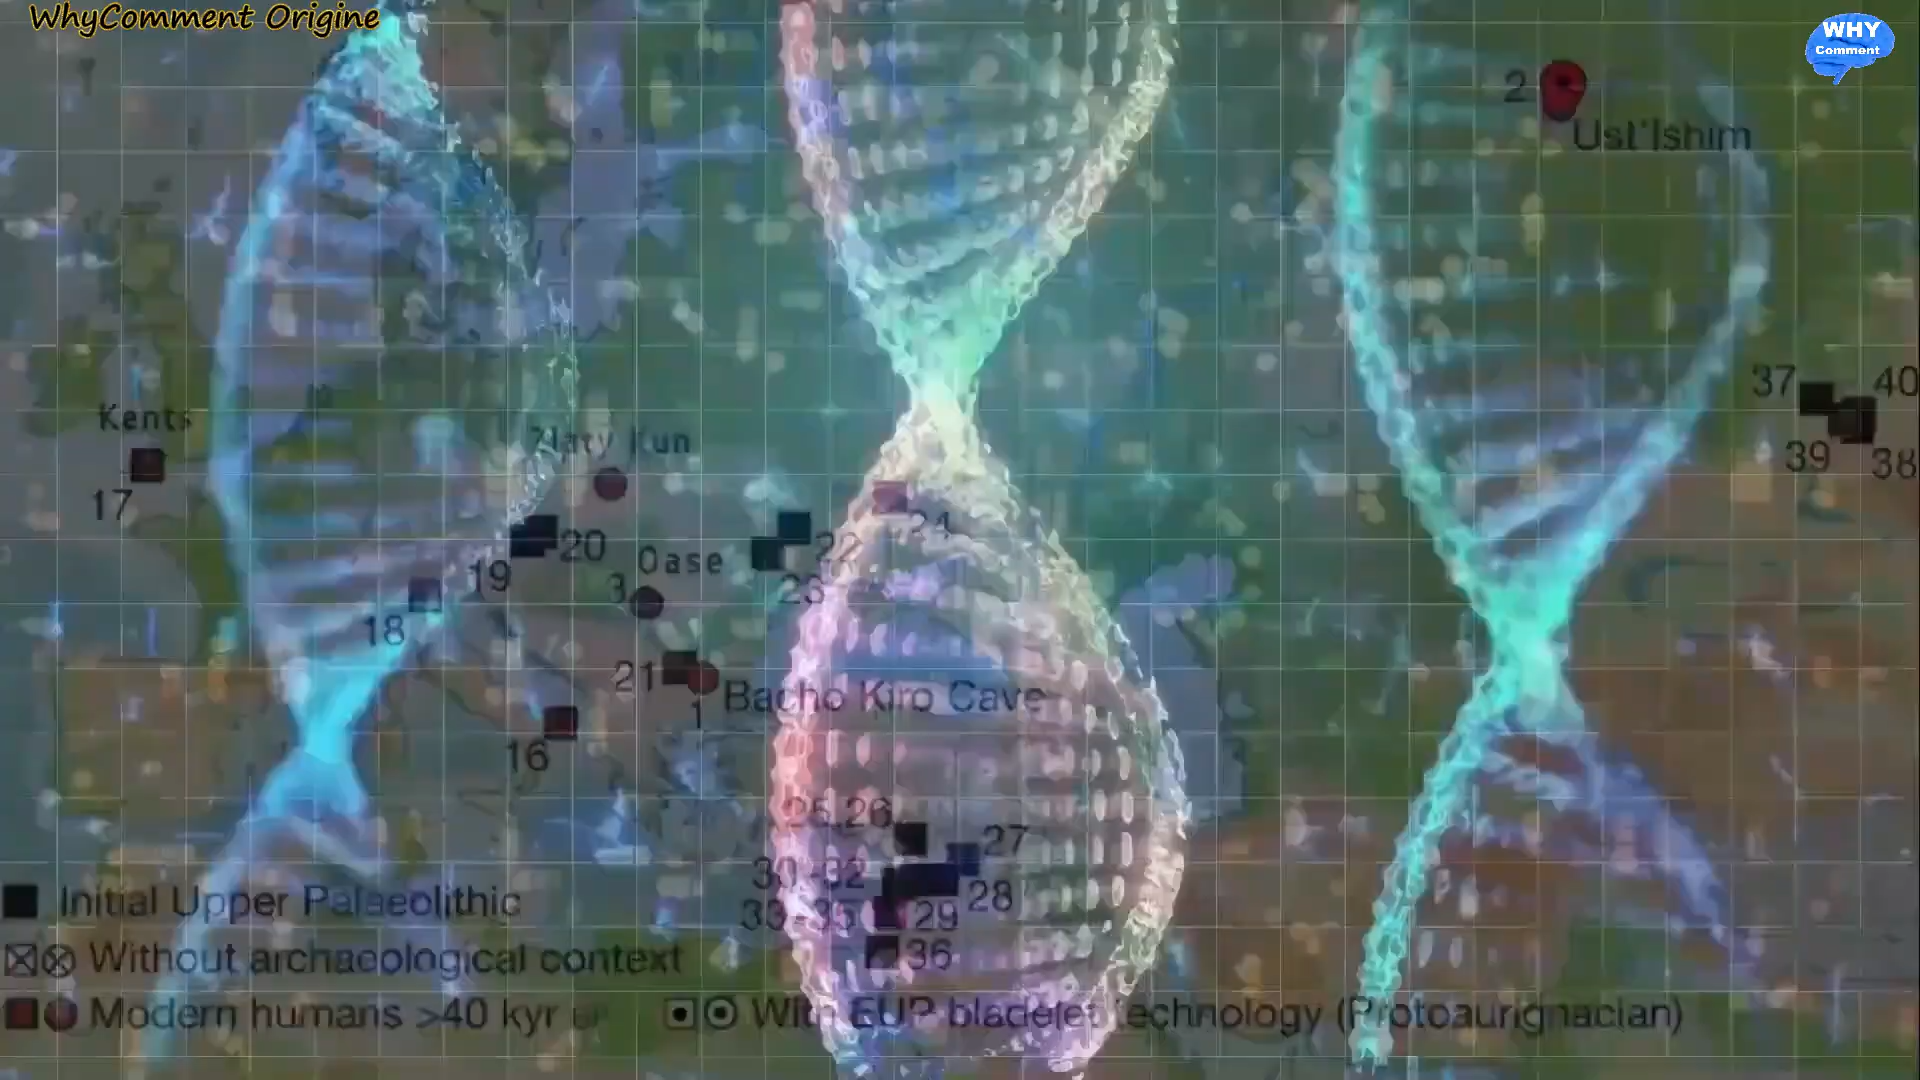 WhyComment Origine
WHY
Comment
2
Ust'Ishim
37
40
39
38
Kents
17
Zlaty Kun
24
20
22
Oase
19
3
23
18
21
Bacho Kiro Cave
1
16
25,26
27
30-32
28
33-35
29
36
Initial Upper Palaeolithic
Without archaeological context
Modern humans >40 kyr
With EUP bladelet technology (Protoaurignacian)